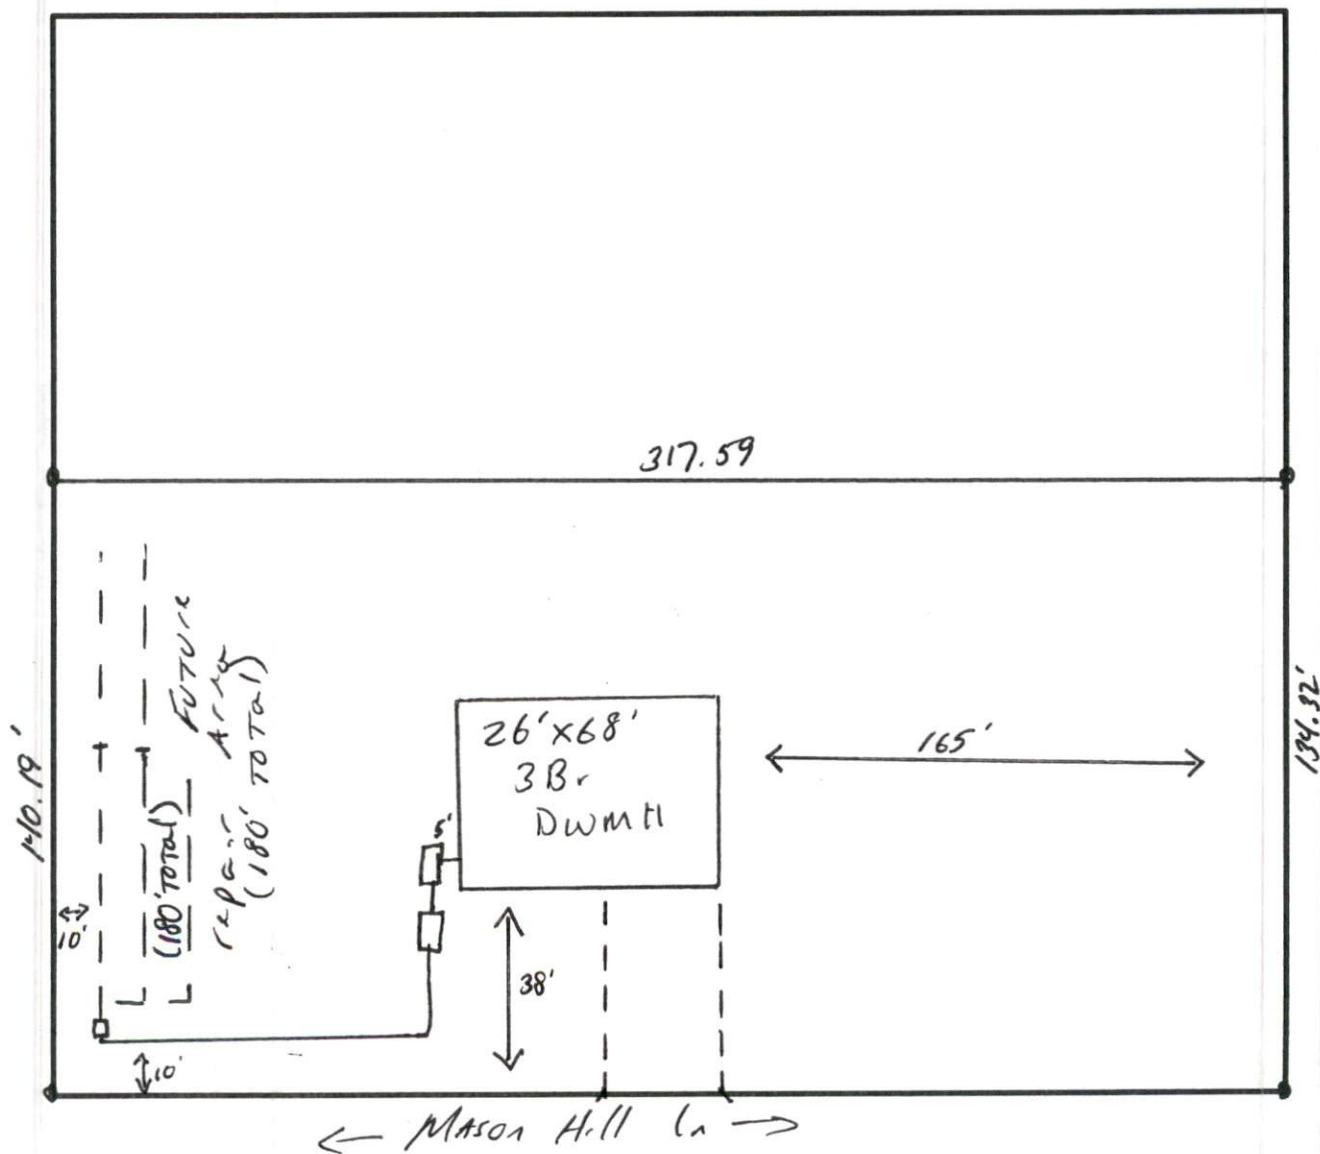 317.59
140.19'
134.32'
Future
repair Area
(180' TOTAL)
(180' TOTAL)
26'x68'
3Br
DWMH
165'
5'
10'
38'
10'
← Mason Hill Ln →